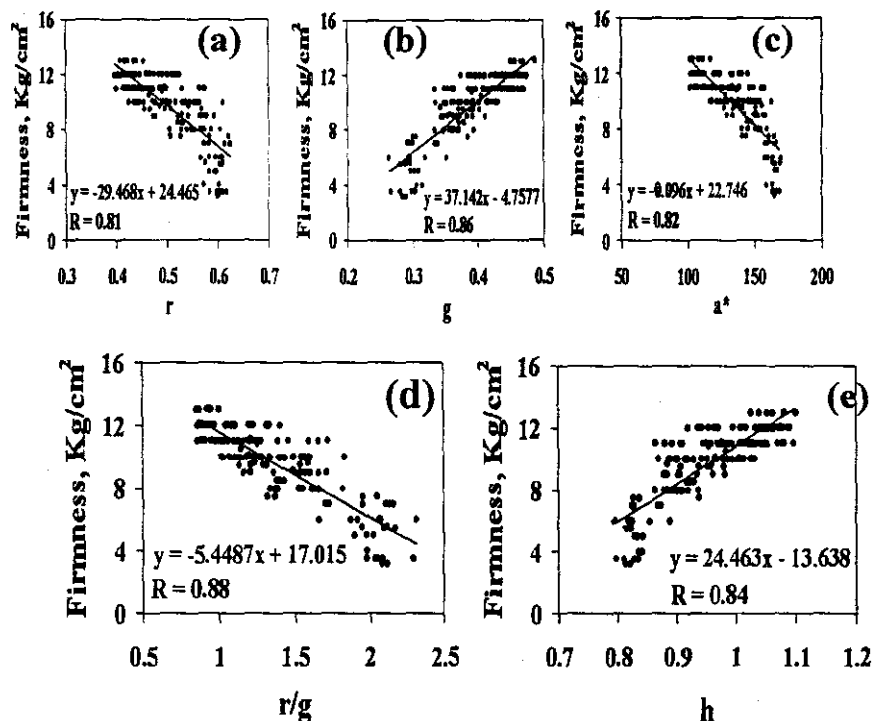 Firmness, Kg/cm²
16
12
8
4
0
(a)
y = -29.468x + 24.465
R = 0.81
0.3 0.4 0.5 0.6 0.7
r
Firmness, Kg/cm²
16
12
8
4
0
(b)
y = 37.142x - 4.7577
R = 0.86
0.2 0.3 0.4 0.5
g
Firmness, Kg/cm²
16
12
8
4
0
(c)
y = -0.096x + 22.746
R = 0.82
50 100 150 200
a*
Firmness, Kg/cm²
16
12
8
4
0
(d)
y = -5.4487x + 17.015
R = 0.88
0.5 1 1.5 2 2.5
r/g
Firmness, Kg/cm²
16
12
8
4
0
(e)
y = 24.463x - 13.638
R = 0.84
0.7 0.8 0.9 1 1.1 1.2
h